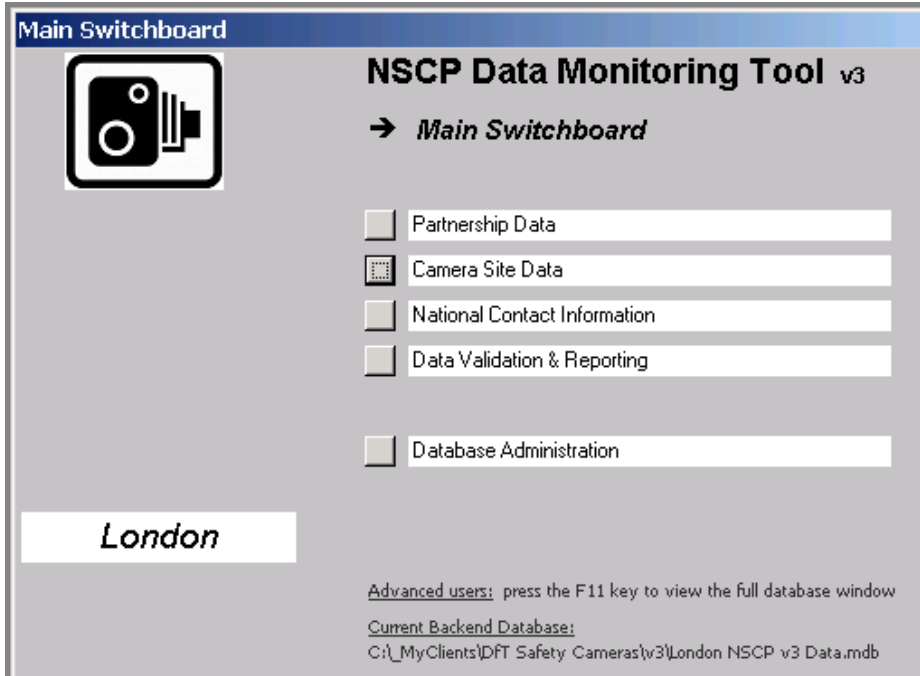 Main Switchboard
NSCP Data Monitoring Tool v3
➔ Main Switchboard
Partnership Data
Camera Site Data
National Contact Information
Data Validation & Reporting
Database Administration
London
Advanced users: press the F11 key to view the full database window
Current Backend Database:
C:\_MyClients\DfT Safety Cameras\v3\London NSCP v3 Data.mdb